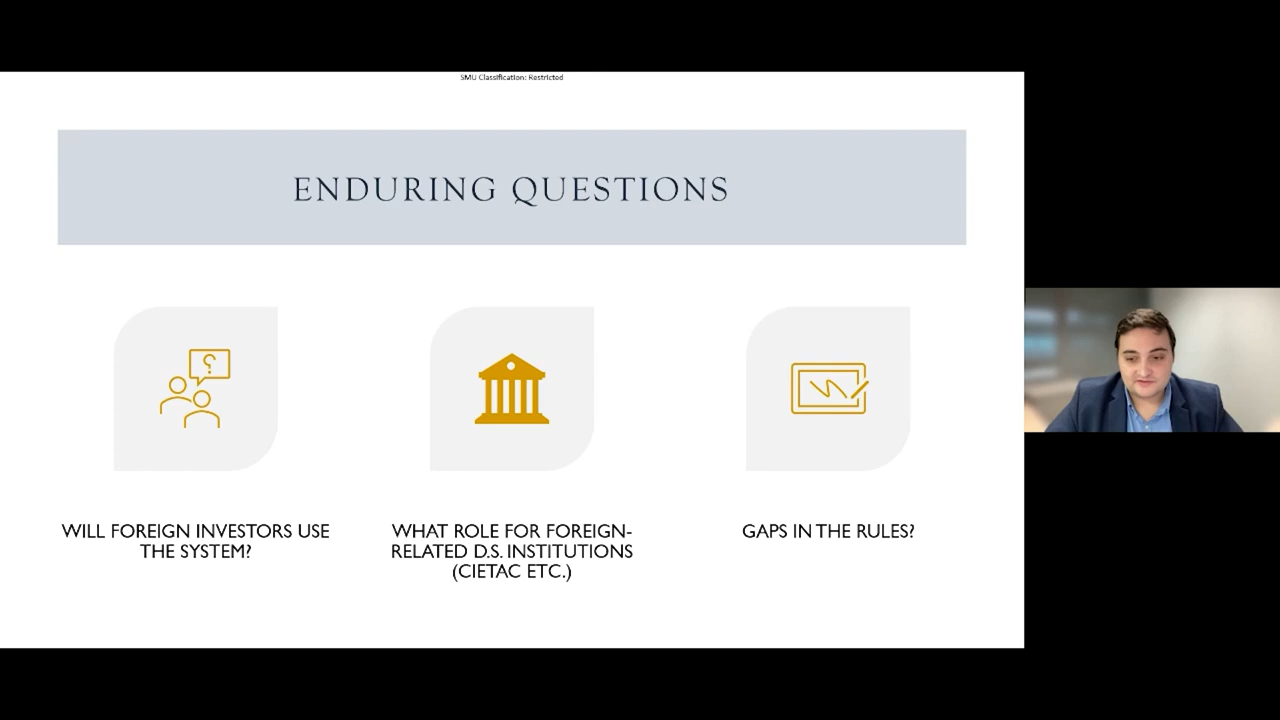 SMU Classification: Restricted
ENDURING QUESTIONS
WILL FOREIGN INVESTORS USE
THE SYSTEM?
WHAT ROLE FOR FOREIGN-
RELATED D.S. INSTITUTIONS
(CIETAC ETC.)
GAPS IN THE RULES?